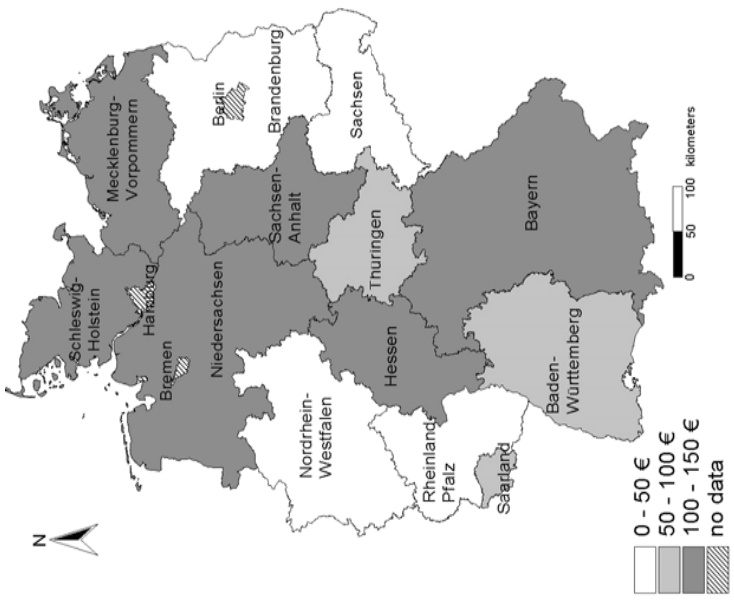 N
Schleswig-
Holstein
Mecklenburg-
Vorpommern
Hamburg
Bremen
Niedersachsen
Berlin
Brandenburg
Sachsen-
Anhalt
Sachsen
Nordrhein-
Westfalen
Hessen
Thuringen
Rheinland-
Pfalz
Saarland
Baden-
Württemberg
Bayern
0 50 100
kilometers
0 - 50 €
50 - 100 €
100 - 150 €
no data